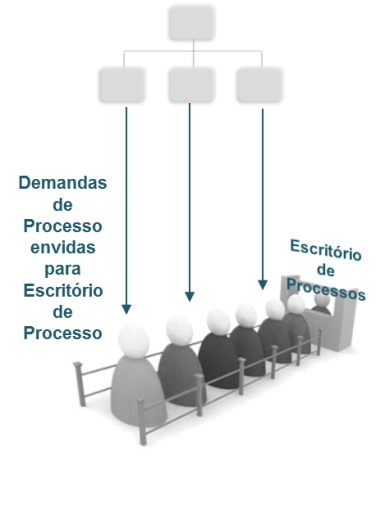 Demandas
de
Processo
envidas
para
Escritório
de
Processo
Escritório
de
Processos